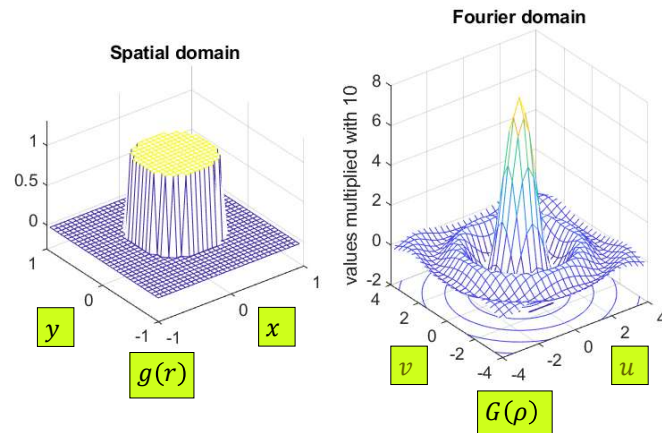 Fourier domain
Spatial domain
values multiplied with 10
8
6
4
2
0
-2
1
0.5
0
1
0
-1
-1
0
1
4
2
0
-2
-4
-4
-2
0
2
4
y
x
v
u
g(r)
G(ρ)